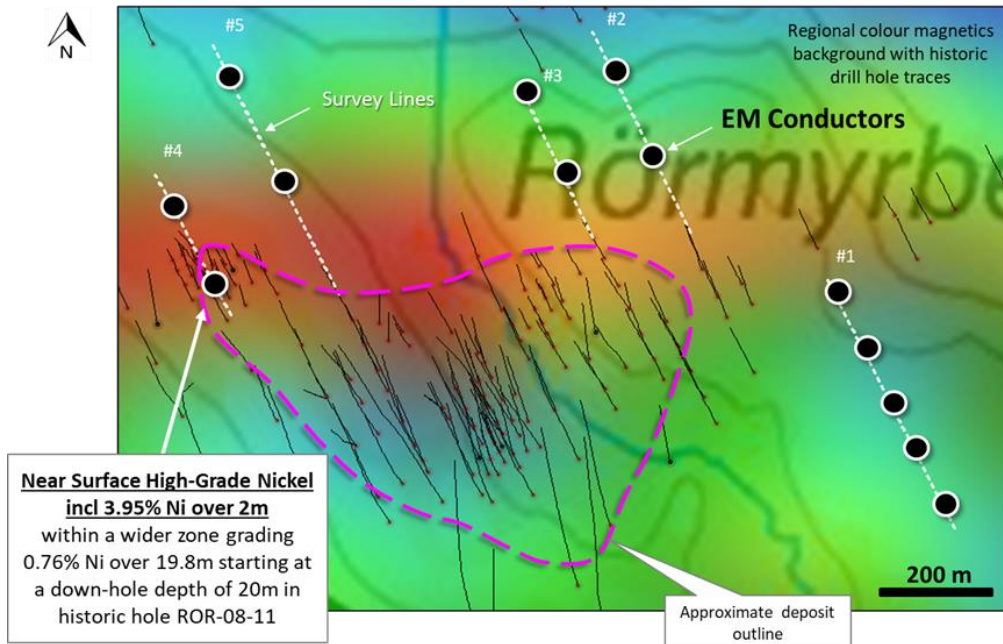 N
#5
#2
#3
Regional colour magnetics
background with historic
drill hole traces
Survey Lines
EM Conductors
#4
Rörmyrbe
#1
Near Surface High-Grade Nickel
incl 3.95% Ni over 2m
within a wider zone grading
0.76% Ni over 19.8m starting at
a down-hole depth of 20m in
historic hole ROR-08-11
200 m
Approximate deposit
outline